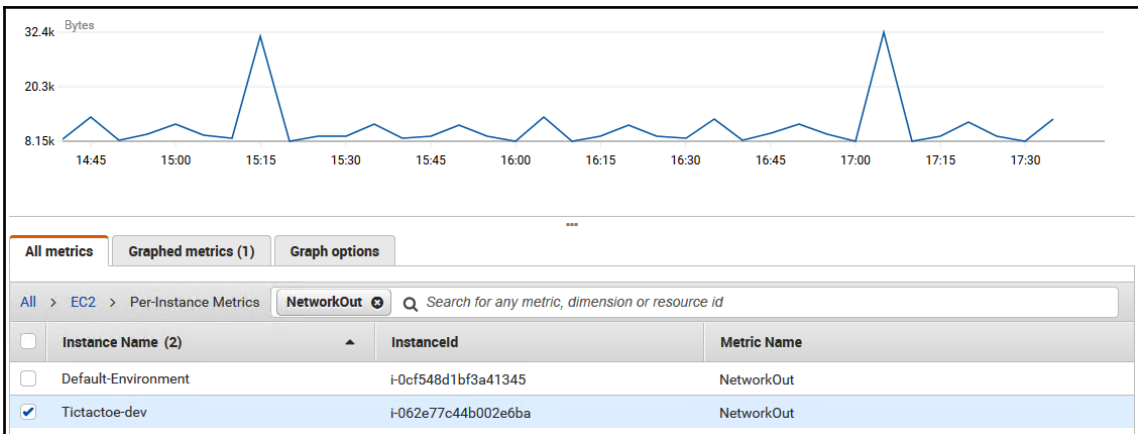 Bytes
32.4k
20.3k
8.15k
14:45 15:00 15:15 15:30 15:45 16:00 16:15 16:30 16:45 17:00 17:15 17:30
All metrics Graphed metrics (1) Graph options
All > EC2 > Per-Instance Metrics NetworkOut Search for any metric, dimension or resource id
Instance Name (2) InstanceId Metric Name
Default-Environment i-0cf548d1bf3a41345 NetworkOut
Tictactoe-dev i-062e77c44b002e6ba NetworkOut